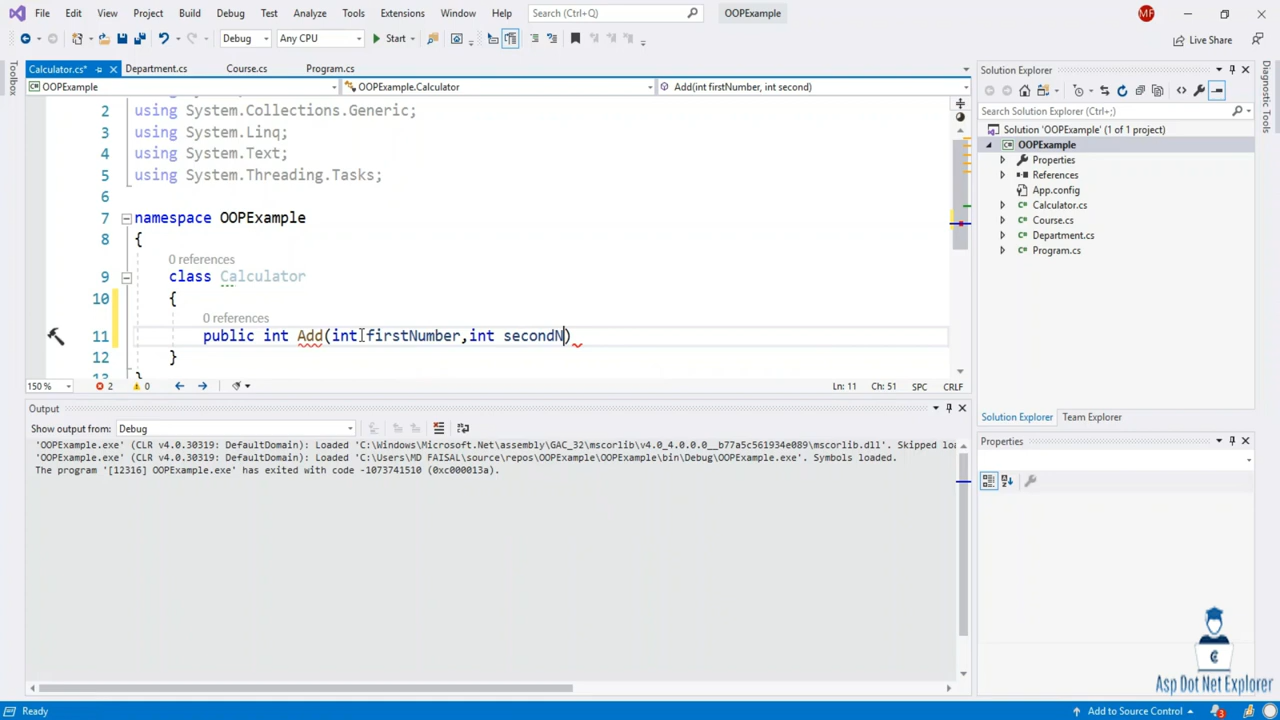 File Edit View Project Build Debug Test Analyze Tools Extensions Window Help Search (Ctrl+Q) OOPExample MF
Debug Any CPU Start Live Share
Calculator.cs* Department.cs Course.cs Program.cs
OOPExample OOPExample.Calculator Add(int firstNumber, int second)
2 using System.Collections.Generic;
3 using System.Linq;
4 using System.Text;
5 using System.Threading.Tasks;
6
7 namespace OOPExample
8 {
0 references
9 class Calculator
10 {
0 references
11 public int Add(int firstNumber,int secondN)
12 }
13 }
150 % 2 0 Ln: 11 Ch: 51 SPC CRLF
Output
Show output from: Debug
'OOPExample.exe' (CLR v4.0.30319: DefaultDomain): Loaded 'C:\Windows\Microsoft.Net\assembly\GAC_32\mscorlib\v4.0_4.0.0.0__b77a5c561934e089\mscorlib.dll'. Skipped loa
'OOPExample.exe' (CLR v4.0.30319: DefaultDomain): Loaded 'C:\Users\MD FAISAL\source\repos\OOPExample\OOPExample\bin\Debug\OOPExample.exe'. Symbols loaded.
The program '[12316] OOPExample.exe' has exited with code -1073741510 (0xc000013a).
Toolbox
Solution Explorer
Search Solution Explorer (Ctrl+;)
Solution 'OOPExample' (1 of 1 project)
OOPExample
Properties
References
App.config
Calculator.cs
Course.cs
Department.cs
Program.cs
Solution Explorer Team Explorer
Properties
Diagnostic Tools
Asp Dot Net Explorer
Ready Add to Source Control 3